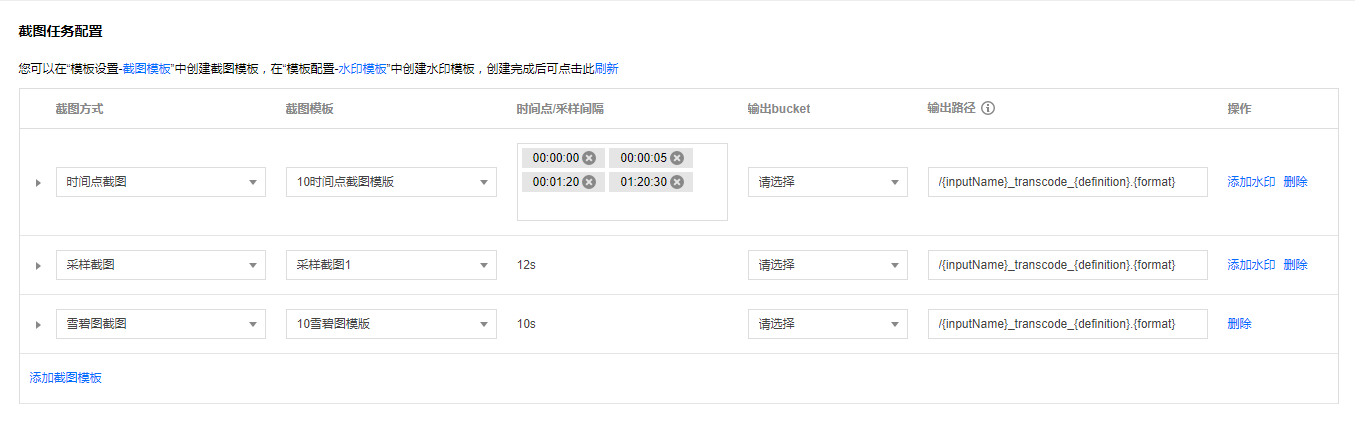 截图任务配置
您可以在“模板设置-截图模板”中创建截图模板，在“模板配置-水印模板”中创建水印模板，创建完成后可点击此刷新
截图方式 截图模板 时间点/采样间隔 输出bucket 输出路径 操作
00:00:00 00:00:05
时间点截图 10时间点截图模版 00:01:20 01:20:30 请选择 /{inputName}_transcode_{definition}.{format} 添加水印 删除
采样截图 采样截图1 12s 请选择 /{inputName}_transcode_{definition}.{format} 添加水印 删除
雪碧图截图 10雪碧图模版 10s 请选择 /{inputName}_transcode_{definition}.{format} 删除
添加截图模板